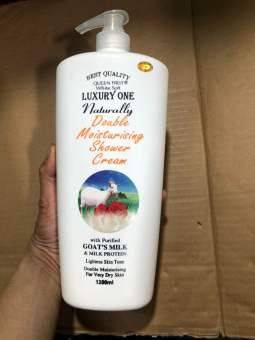 BEST QUALITY
QUEEN FIRST
White Soft
LUXURY ONE
Naturally
Double
Moisturising
Shower
Cream
with Purified
GOAT'S MILK
& MILK PROTEIN
Lightens Skin Tone
Double Moisturising
For Very Dry Skin
1200ml